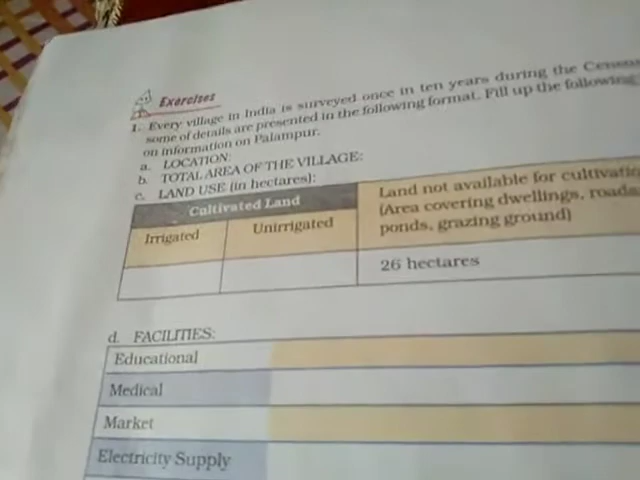 Exercises
1. Every village in India is surveyed once in ten years during the Census
some of details are presented in the following format. Fill up the following
on information on Palampur.
a. LOCATION:
b. TOTAL AREA OF THE VILLAGE:
c. LAND USE (in hectares):
Cultivated Land
Land not available for cultivatio
(Area covering dwellings, roads
ponds, grazing ground)
Irrigated
Unirrigated
26 hectares
d. FACILITIES:
Educational
Medical
Market
Electricity Supply